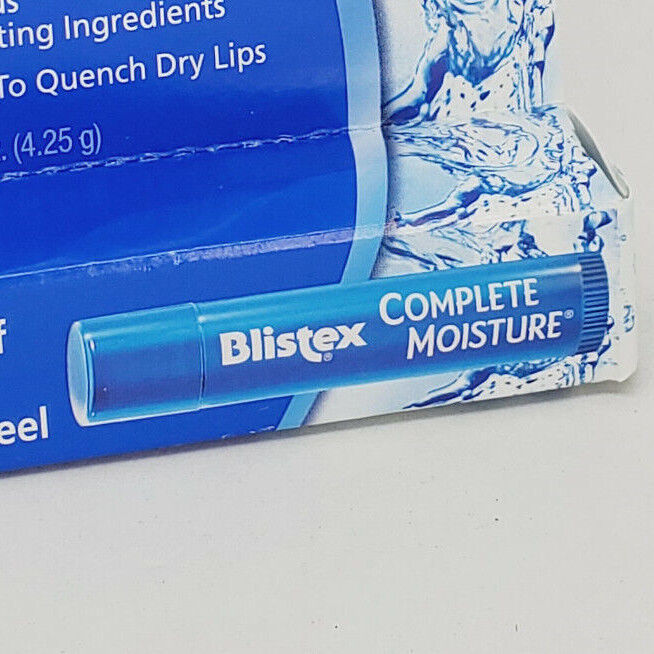 ting Ingredients
To Quench Dry Lips
. (4.25 g)
Blistex® COMPLETE
MOISTURE®
eel